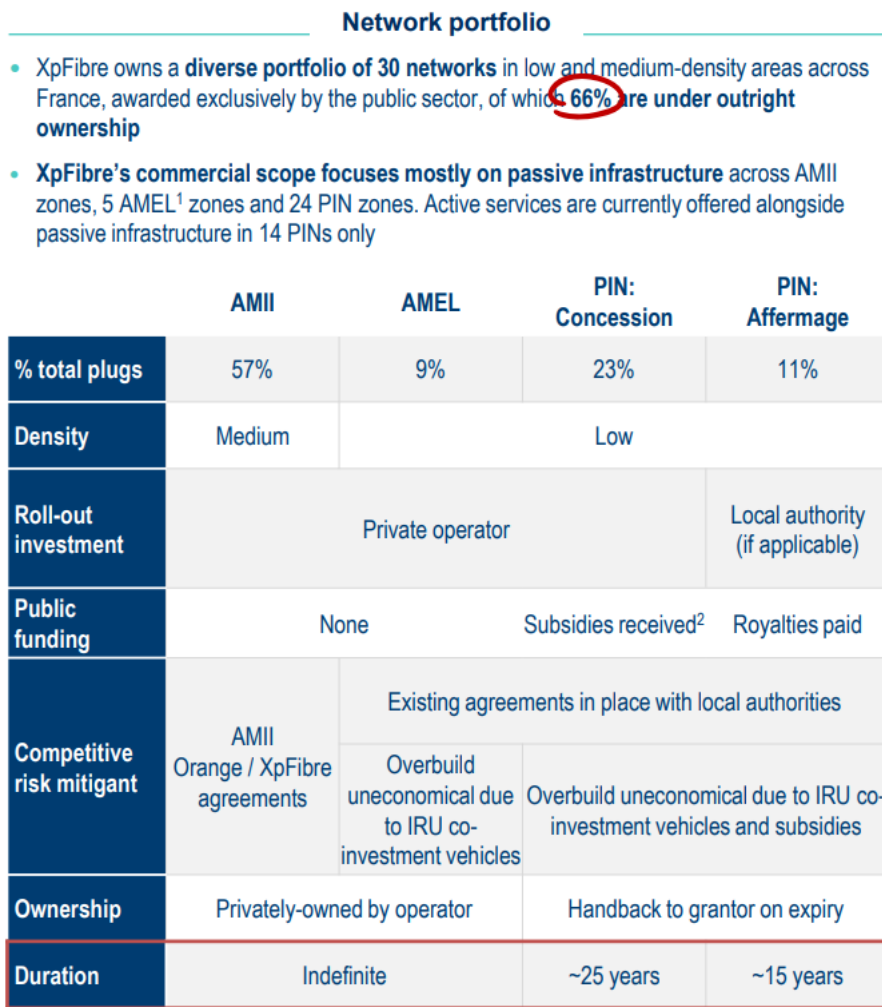 Network portfolio
• XpFibre owns a diverse portfolio of 30 networks in low and medium-density areas across
France, awarded exclusively by the public sector, of which 66% are under outright
ownership
• XpFibre's commercial scope focuses mostly on passive infrastructure across AMII
zones, 5 AMEL¹ zones and 24 PIN zones. Active services are currently offered alongside
passive infrastructure in 14 PINs only
AMII AMEL PIN: Concession PIN: Affermage
% total plugs 57% 9% 23% 11%
Density Medium Low
Roll-out
investment
Private operator
Local authority
(if applicable)
Public
funding
None Subsidies received² Royalties paid
Competitive
risk mitigant
AMII
Orange / XpFibre
agreements
Existing agreements in place with local authorities
Overbuild
uneconomical due
to IRU co-
investment vehicles
Overbuild uneconomical due to IRU co-
investment vehicles and subsidies
Ownership Privately-owned by operator Handback to grantor on expiry
Duration Indefinite ~25 years ~15 years